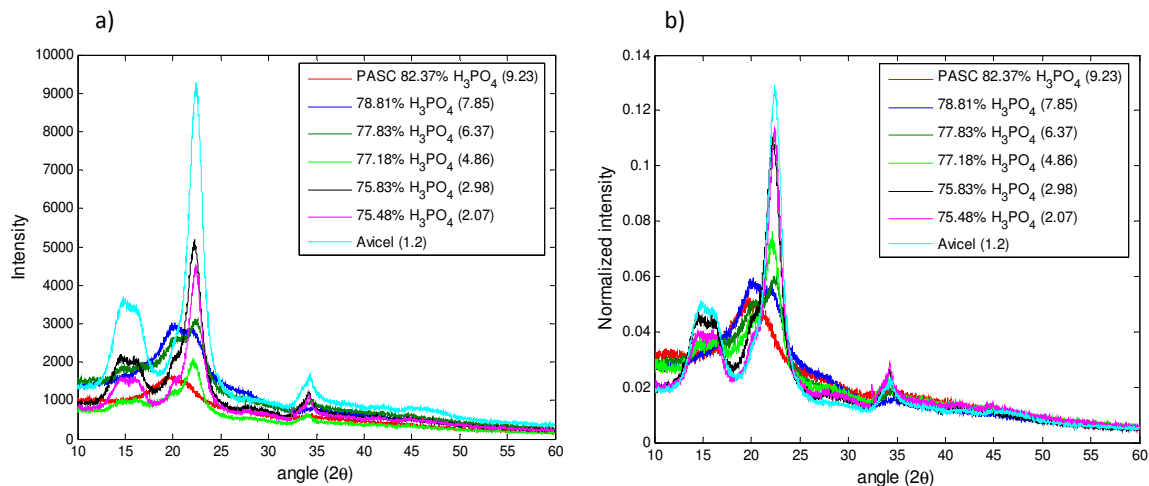 a)
10000
9000
8000
7000
6000
5000
4000
3000
2000
1000
0
Intensity
10 15 20 25 30 35 40 45 50 55 60
angle (2θ)
PASC 82.37% H₃PO₄ (9.23)
78.81% H₃PO₄ (7.85)
77.83% H₃PO₄ (6.37)
77.18% H₃PO₄ (4.86)
75.83% H₃PO₄ (2.98)
75.48% H₃PO₄ (2.07)
Avicel (1.2)
b)
0.14
0.12
0.1
0.08
0.06
0.04
0.02
0
Normalized intensity
10 15 20 25 30 35 40 45 50 55 60
angle (2θ)
PASC 82.37% H₃PO₄ (9.23)
78.81% H₃PO₄ (7.85)
77.83% H₃PO₄ (6.37)
77.18% H₃PO₄ (4.86)
75.83% H₃PO₄ (2.98)
75.48% H₃PO₄ (2.07)
Avicel (1.2)